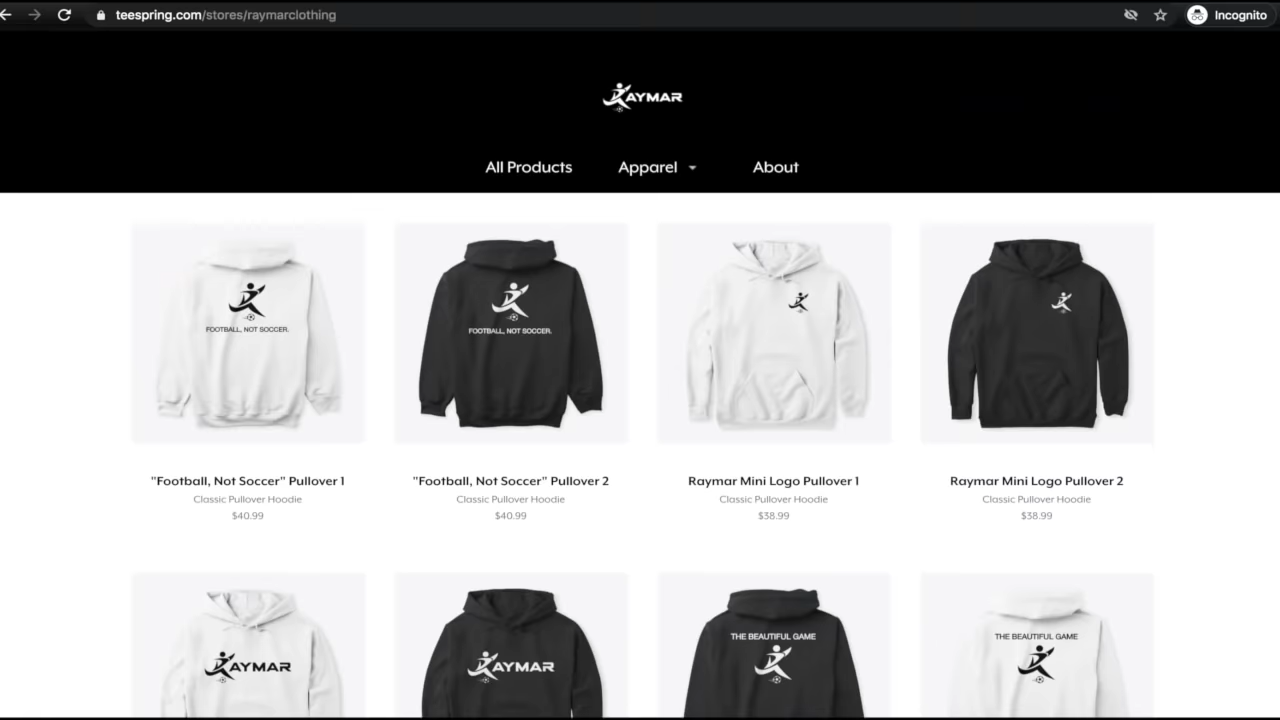 teespring.com/stores/raymarclothing
Incognito
RAYMAR
All Products
Apparel
About
FOOTBALL, NOT SOCCER.
FOOTBALL, NOT SOCCER.
"Football, Not Soccer" Pullover 1
Classic Pullover Hoodie
$40.99
"Football, Not Soccer" Pullover 2
Classic Pullover Hoodie
$40.99
Raymar Mini Logo Pullover 1
Classic Pullover Hoodie
$38.99
Raymar Mini Logo Pullover 2
Classic Pullover Hoodie
$38.99
RAYMAR
RAYMAR
THE BEAUTIFUL GAME
THE BEAUTIFUL GAME